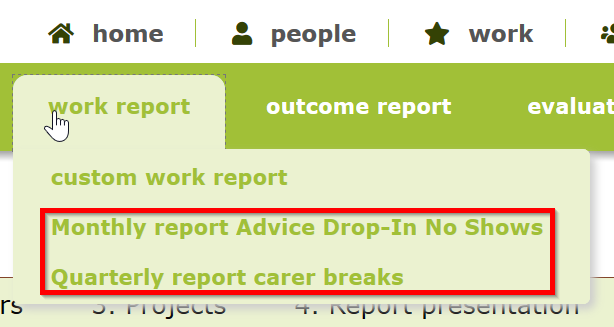 home people work
work report outcome report evaluat
custom work report
Monthly report Advice Drop-In No Shows
Quarterly report carer breaks
rs 3. Projects 4. Report presentation